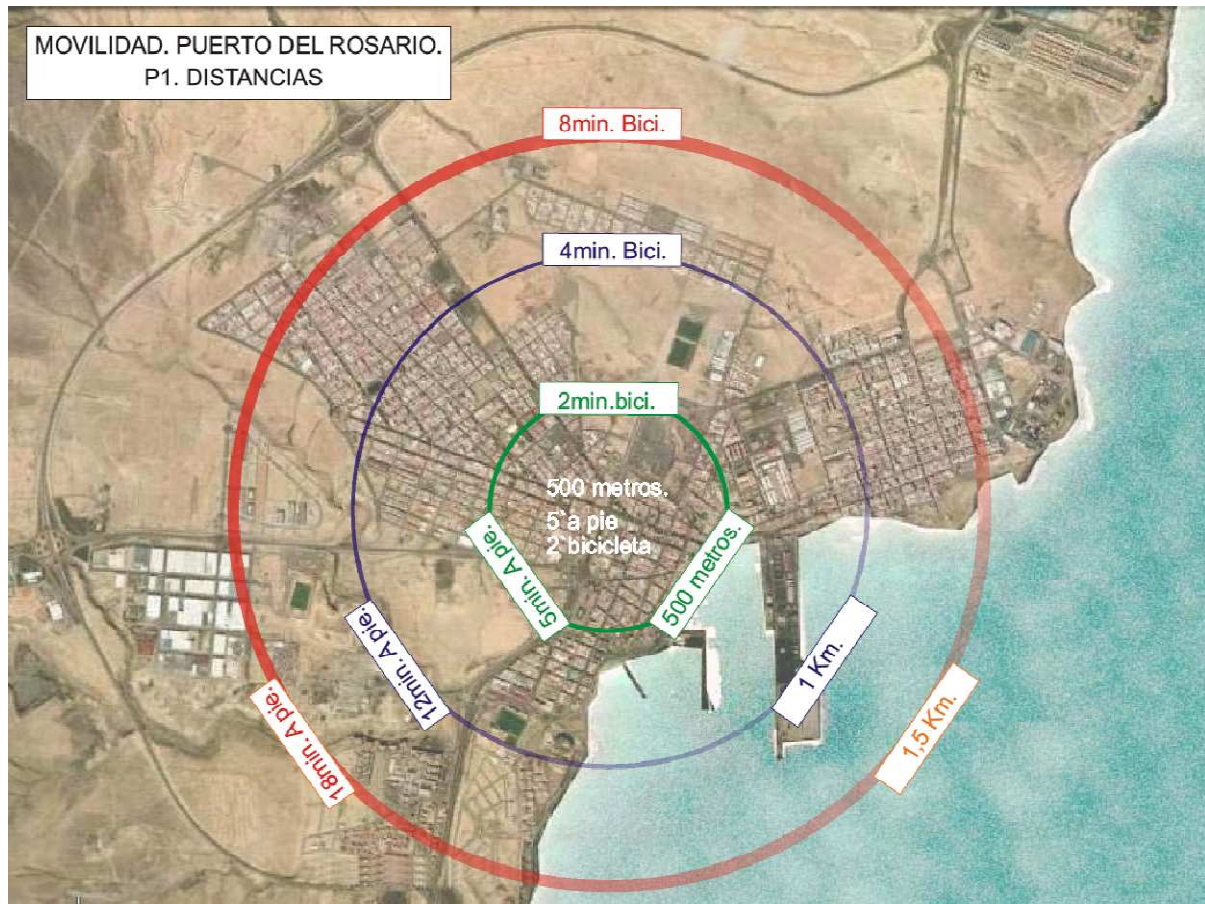 MOVILIDAD. PUERTO DEL ROSARIO.
P1. DISTANCIAS
8min. Bici.
4min. Bici.
2min.bici.
500 metros.
5`a pie
2`bicicleta
5min. A pie.
500 metros.
12min. A pie.
1 Km.
18min. A pie.
1,5 Km.